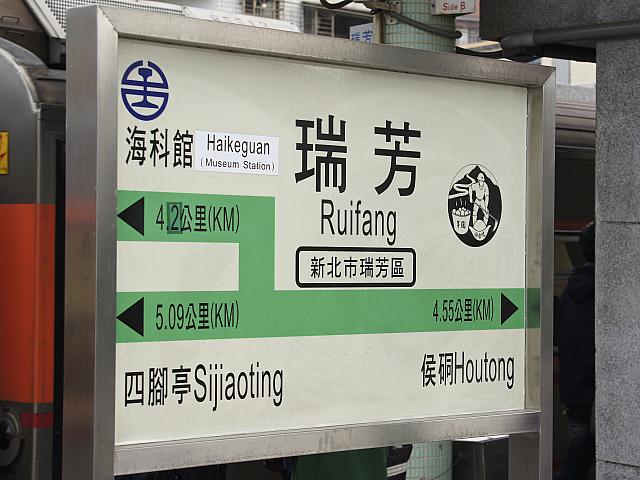 Side B
瑞芳
海科館
Haikeguan
(Museum Station)
瑞芳
Ruifang
新北市瑞芳區
4.2公里(KM)
5.09公里(KM)
4.55公里(KM)
四腳亭Sijiaoting
侯硐Houtong